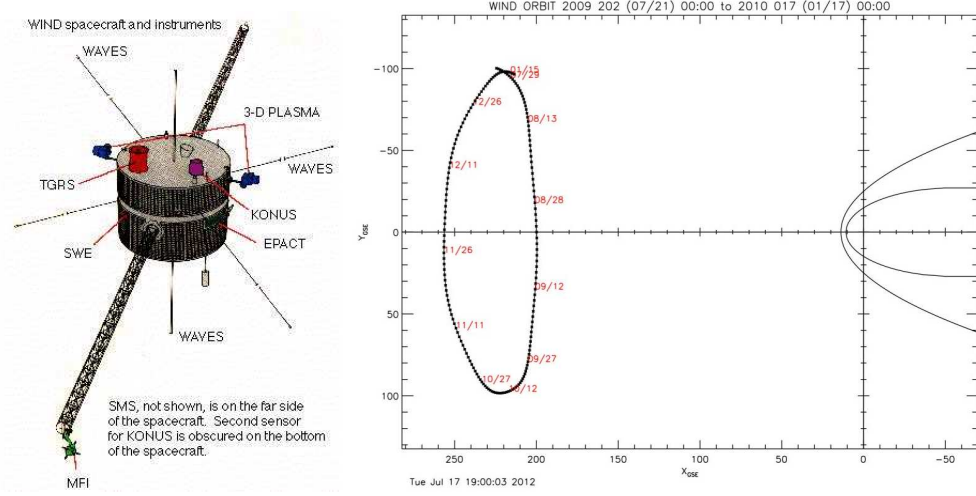 WIND spacecraft and instruments
WAVES
3-D PLASMA
WAVES
TGRS
KONUS
EPACT
SWE
WAVES
SMS, not shown, is on the far side
of the spacecraft. Second sensor
for KONUS is obscured on the bottom
of the spacecraft.
MFI
WIND ORBIT 2009 202 (07/21) 00:00 to 2010 017 (01/17) 00:00
-100
-50
0
50
100
Y GSE
01/15
07/29
12/26
08/13
12/11
08/28
11/26
09/12
11/11
09/27
10/27
10/12
250
200
150
100
50
0
-50
X GSE
Tue Jul 17 19:00:03 2012